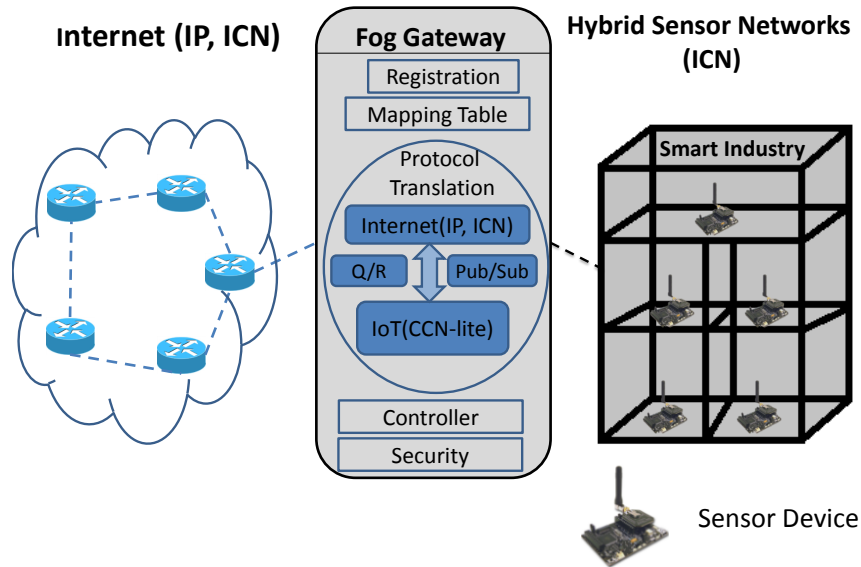 Internet (IP, ICN)
Fog Gateway
Registration
Mapping Table
Protocol
Translation
Internet(IP, ICN)
Q/R
Pub/Sub
IoT(CCN-lite)
Controller
Security
Hybrid Sensor Networks
(ICN)
Smart Industry
Sensor Device